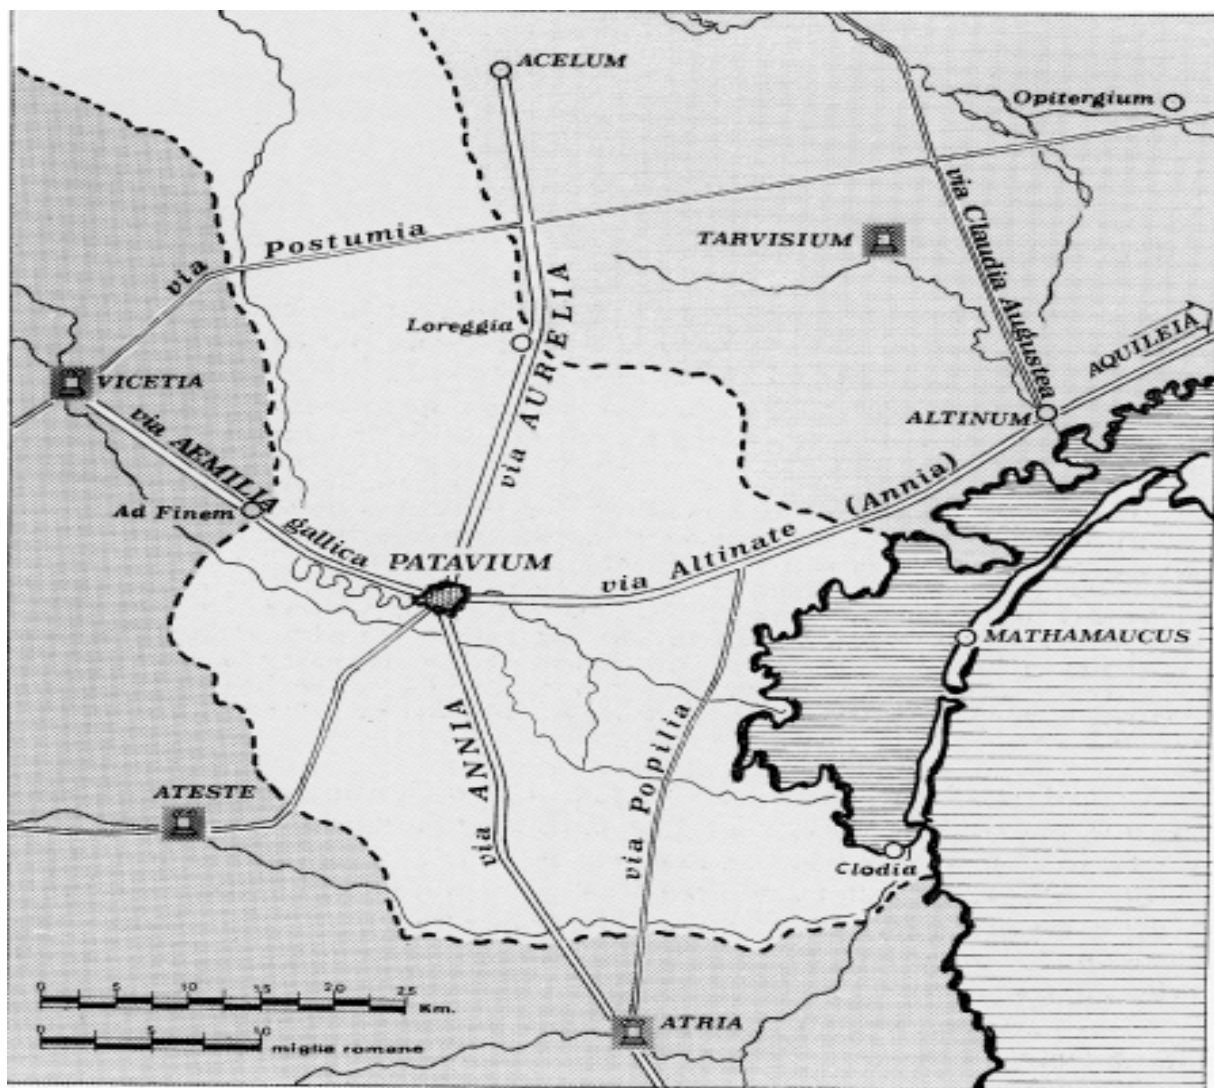 ACELUM
Opitergium
via Postumia
via Claudia Augustea
TARVISIUM
via AURELIA
Loreggia
AQUILEIA
VICETIA
ALTINUM
via AEMILIA
gallica
(Annia)
Ad Finem
PATAVIUM
via Altinate
MATHAMAUCUS
via ANNIA
via Popilia
ATESTE
Clodia
0 5 10 15 20 25
Km.
ATRIA
0 5 10
miglia romane